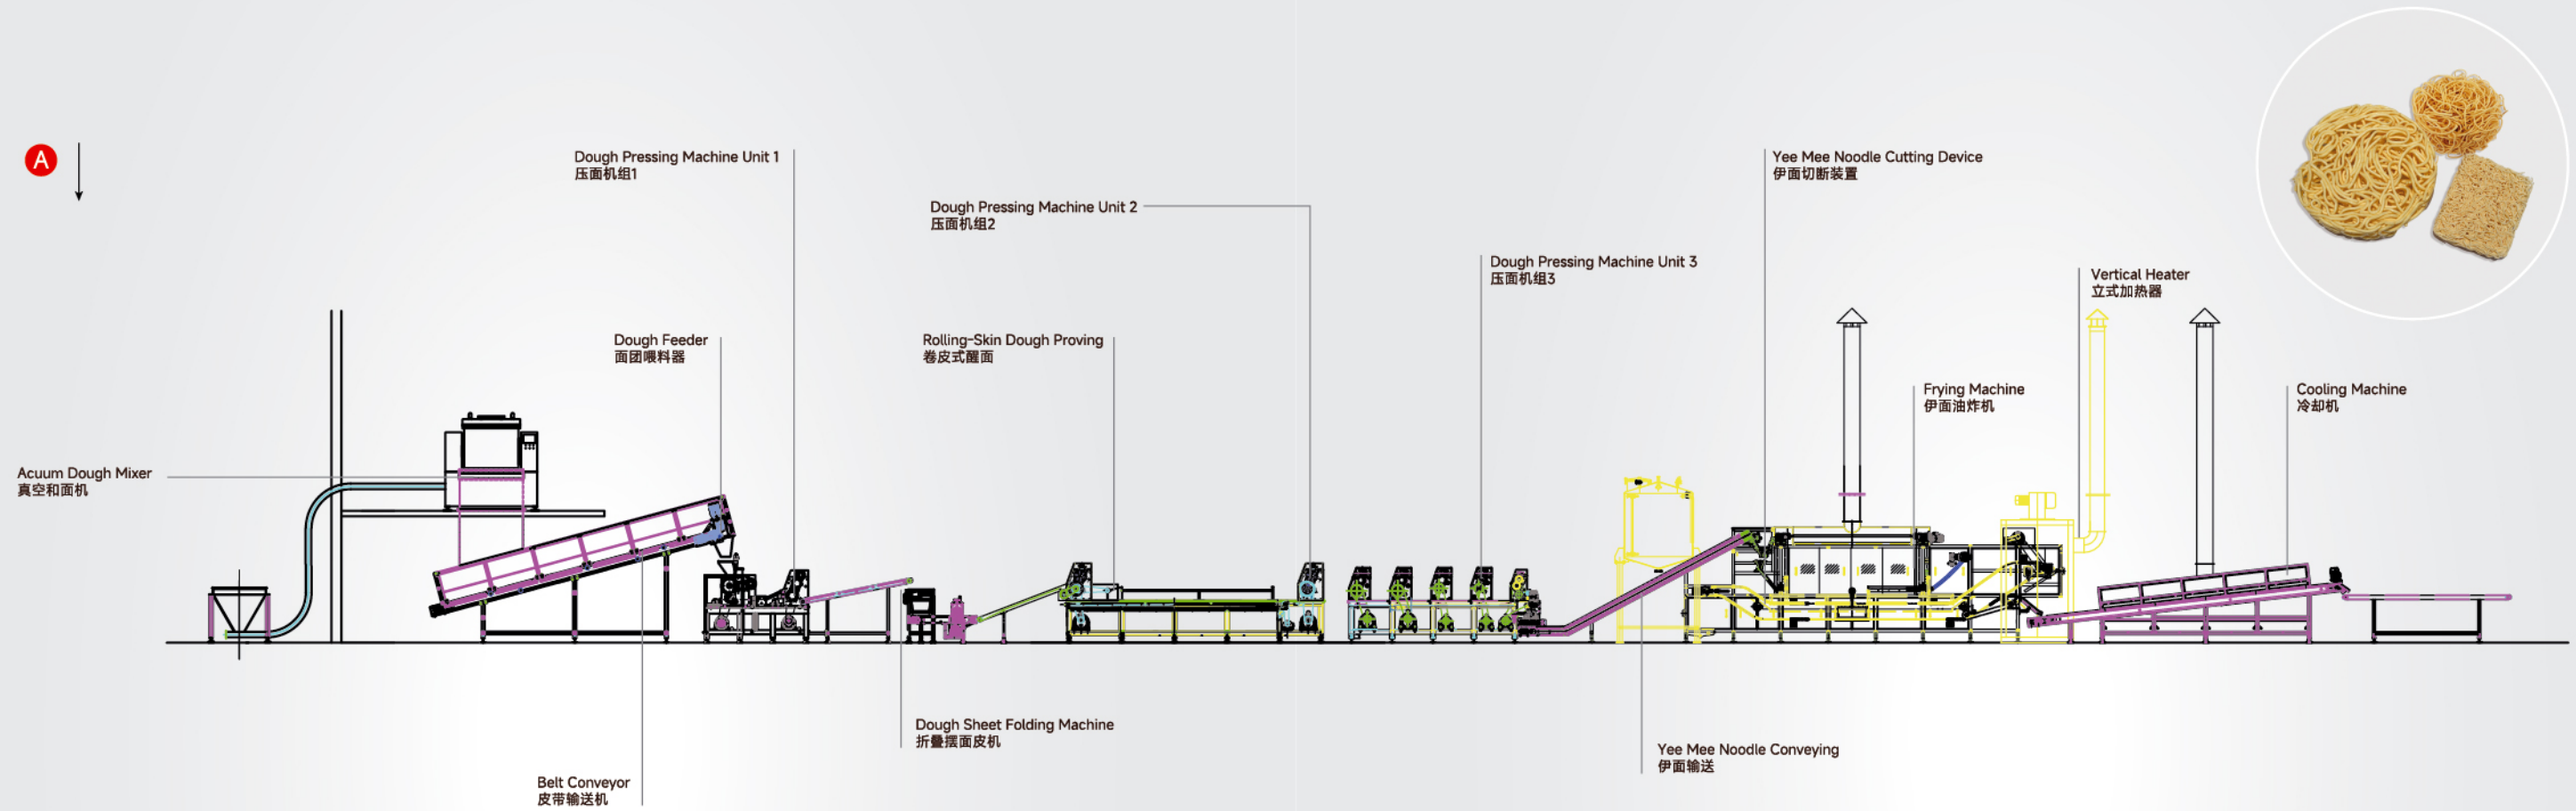 A
Dough Pressing Machine Unit 1
压面机组1
Yee Mee Noodle Cutting Device
伊面切断装置
Dough Pressing Machine Unit 2
压面机组2
Dough Pressing Machine Unit 3
压面机组3
Vertical Heater
立式加热器
Dough Feeder
面团喂料器
Rolling-Skin Dough Proving
卷皮式醒面
Frying Machine
伊面油炸机
Cooling Machine
冷却机
Acuum Dough Mixer
真空和面机
Dough Sheet Folding Machine
折叠摆面皮机
Yee Mee Noodle Conveying
伊面输送
Belt Conveyor
皮带输送机